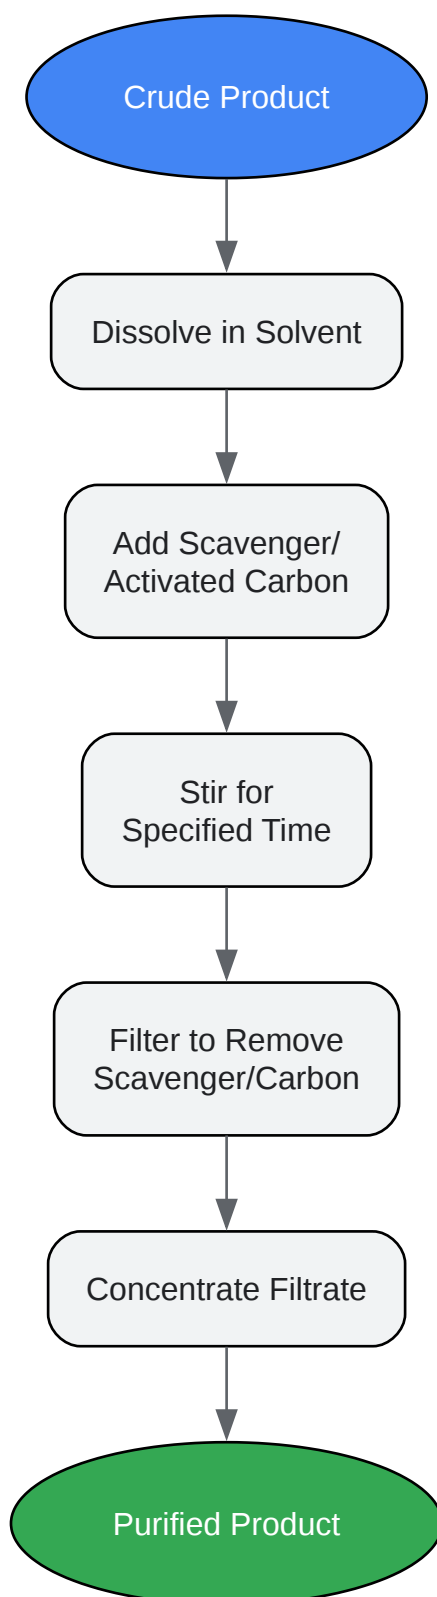 Crude Product
Dissolve in Solvent
Add Scavenger/
Activated Carbon
Stir for
Specified Time
Filter to Remove
Scavenger/Carbon
Concentrate Filtrate
Purified Product